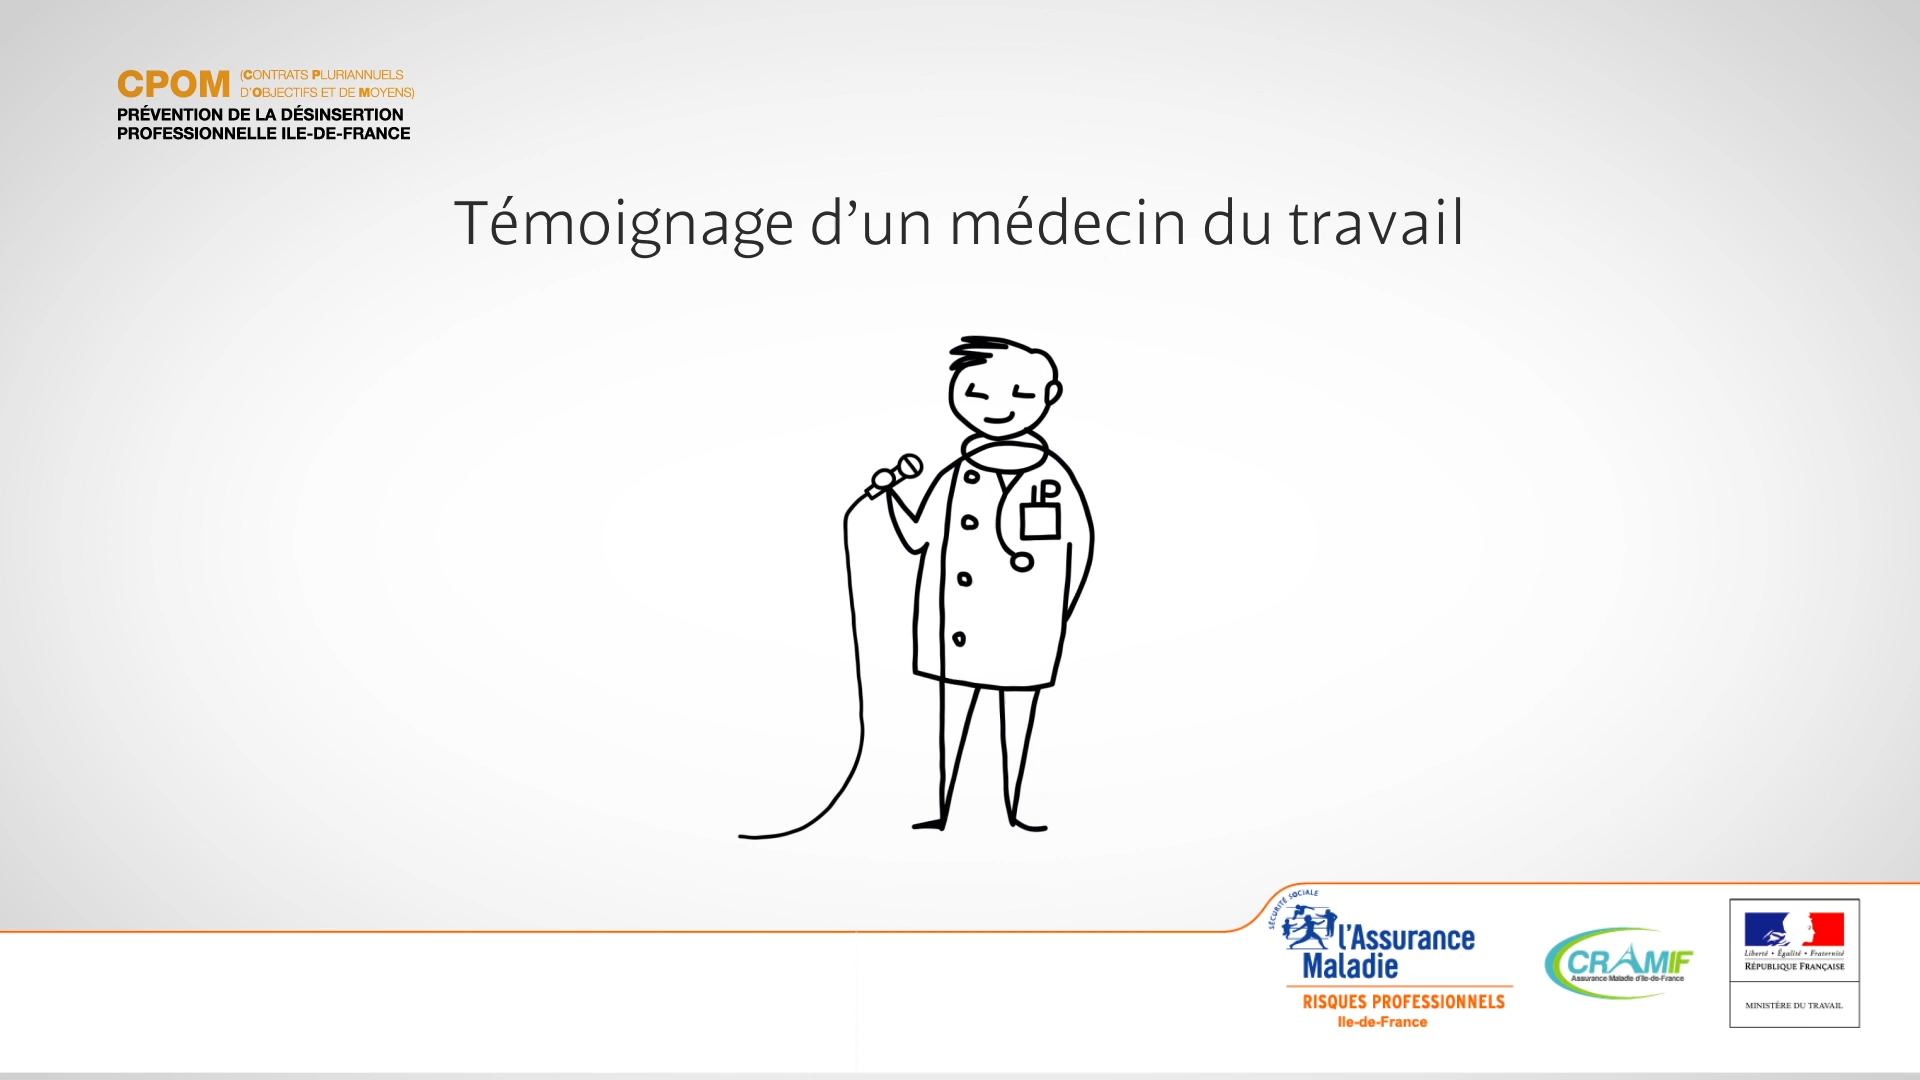 CPOM (CONTRATS PLURIANNUELS
D'OBJECTIFS ET DE MOYENS)
PRÉVENTION DE LA DÉSINSERTION
PROFESSIONNELLE ILE-DE-FRANCE
Témoignage d’un médecin du travail
SÉCURITÉ SOCIALE
l'Assurance
Maladie
RISQUES PROFESSIONNELS
Ile-de-France
CRAMIF
Assurance Maladie d'Ile-de-France
Liberté • Égalité • Fraternité
RÉPUBLIQUE FRANÇAISE
MINISTÈRE DU TRAVAIL